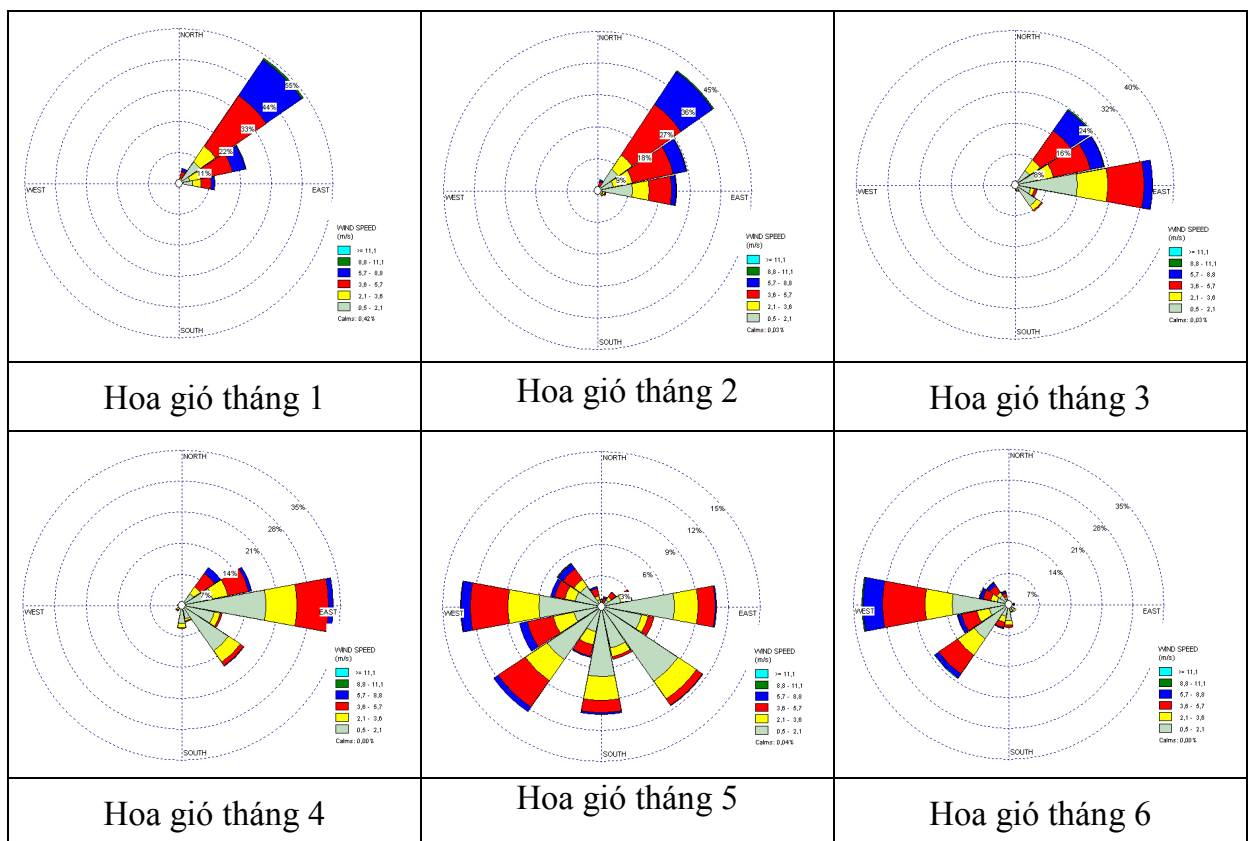 NORTH
55%
44%
33%
22%
11%
WEST
EAST
WIND SPEED
(m/s)
>= 11,1
8,8 - 11,1
5,7 - 8,8
3,6 - 5,7
2,1 - 3,6
0,5 - 2,1
Calms: 0,42%
SOUTH
NORTH
45%
36%
27%
18%
9%
WEST
EAST
WIND SPEED
(m/s)
>= 11,1
8,8 - 11,1
5,7 - 8,8
3,6 - 5,7
2,1 - 3,6
0,5 - 2,1
Calms: 0,03%
SOUTH
NORTH
40%
32%
24%
16%
8%
WEST
EAST
WIND SPEED
(m/s)
>= 11,1
8,8 - 11,1
5,7 - 8,8
3,6 - 5,7
2,1 - 3,6
0,5 - 2,1
Calms: 0,03%
SOUTH
Hoa gió tháng 1
Hoa gió tháng 2
Hoa gió tháng 3
NORTH
35%
28%
21%
14%
7%
WEST
EAST
WIND SPEED
(m/s)
>= 11,1
8,8 - 11,1
5,7 - 8,8
3,6 - 5,7
2,1 - 3,6
0,5 - 2,1
Calms: 0,00%
SOUTH
NORTH
15%
12%
9%
6%
3%
WEST
EAST
WIND SPEED
(m/s)
>= 11,1
8,8 - 11,1
5,7 - 8,8
3,6 - 5,7
2,1 - 3,6
0,5 - 2,1
Calms: 0,04%
SOUTH
NORTH
35%
28%
21%
14%
7%
WEST
EAST
WIND SPEED
(m/s)
>= 11,1
8,8 - 11,1
5,7 - 8,8
3,6 - 5,7
2,1 - 3,6
0,5 - 2,1
Calms: 0,00%
SOUTH
Hoa gió tháng 4
Hoa gió tháng 5
Hoa gió tháng 6